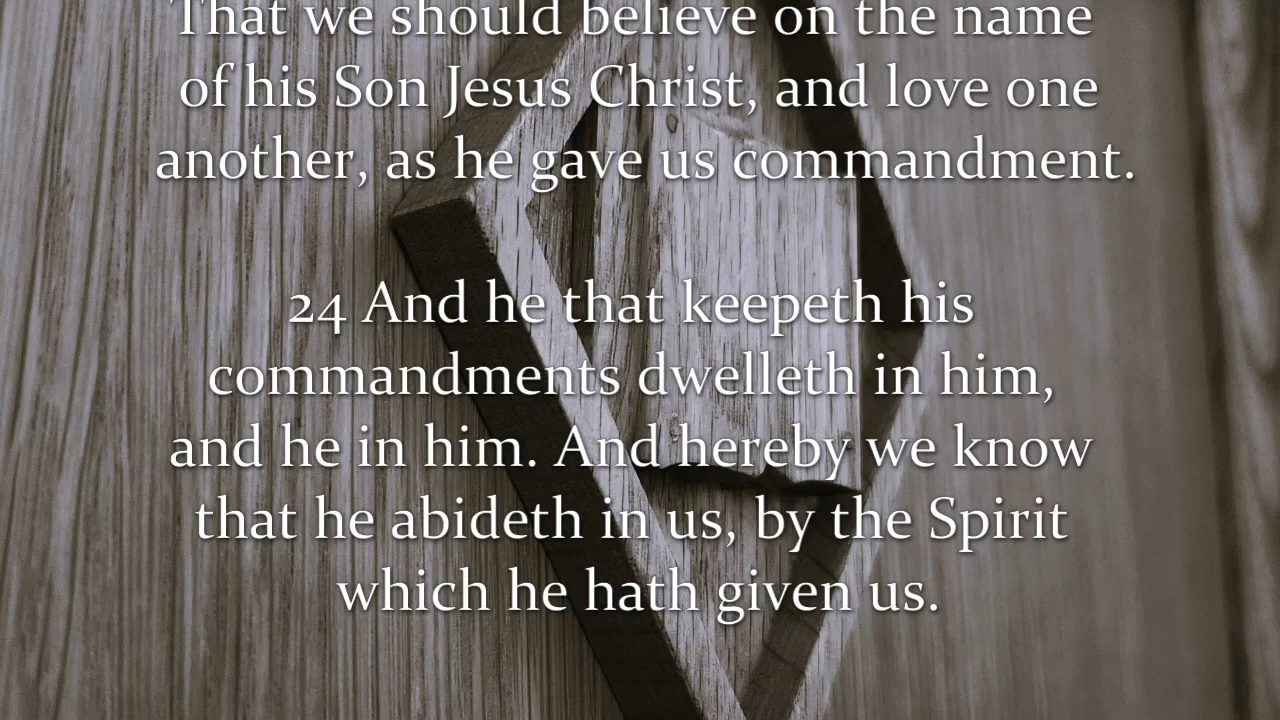 That we should believe on the name
of his Son Jesus Christ, and love one
another, as he gave us commandment.
24 And he that keepeth his
commandments dwelleth in him,
and he in him. And hereby we know
that he abideth in us, by the Spirit
which he hath given us.